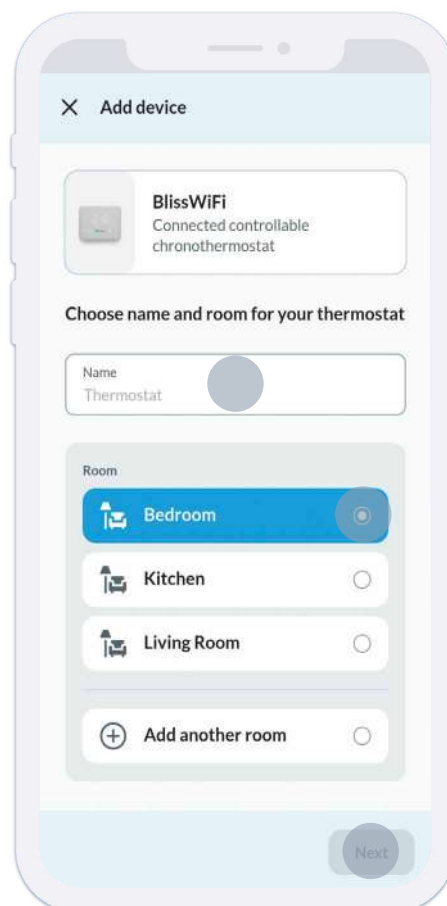 Add device
BlissWiFi
Connected controllable
chronothermostat
Choose name and room for your thermostat
Name
Thermostat
Room
Bedroom
Kitchen
Living Room
Add another room
Next